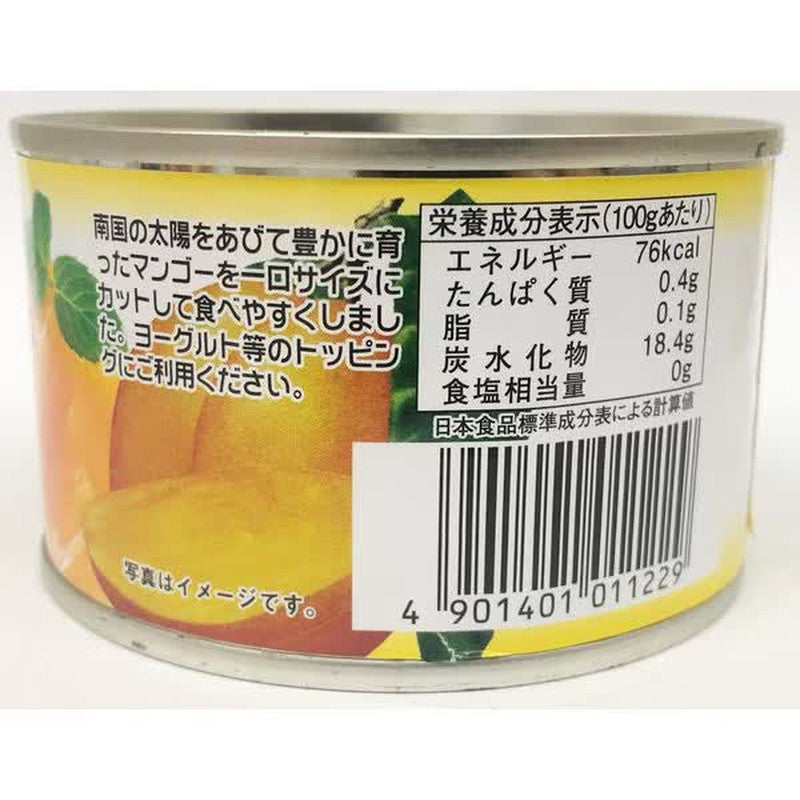 南国の太陽をあびて豊かに育
ったマンゴーを一口サイズに
カットして食べやすくしまし
た。ヨーグルト等のトッピン
グにご利用ください。
写真はイメージです。
栄養成分表示(100gあたり)
エネルギー 76kcal
たんぱく質 0.4g
脂質 0.1g
炭水化物 18.4g
食塩相当量 0g
日本食品標準成分表による計算値
4 901401 011229